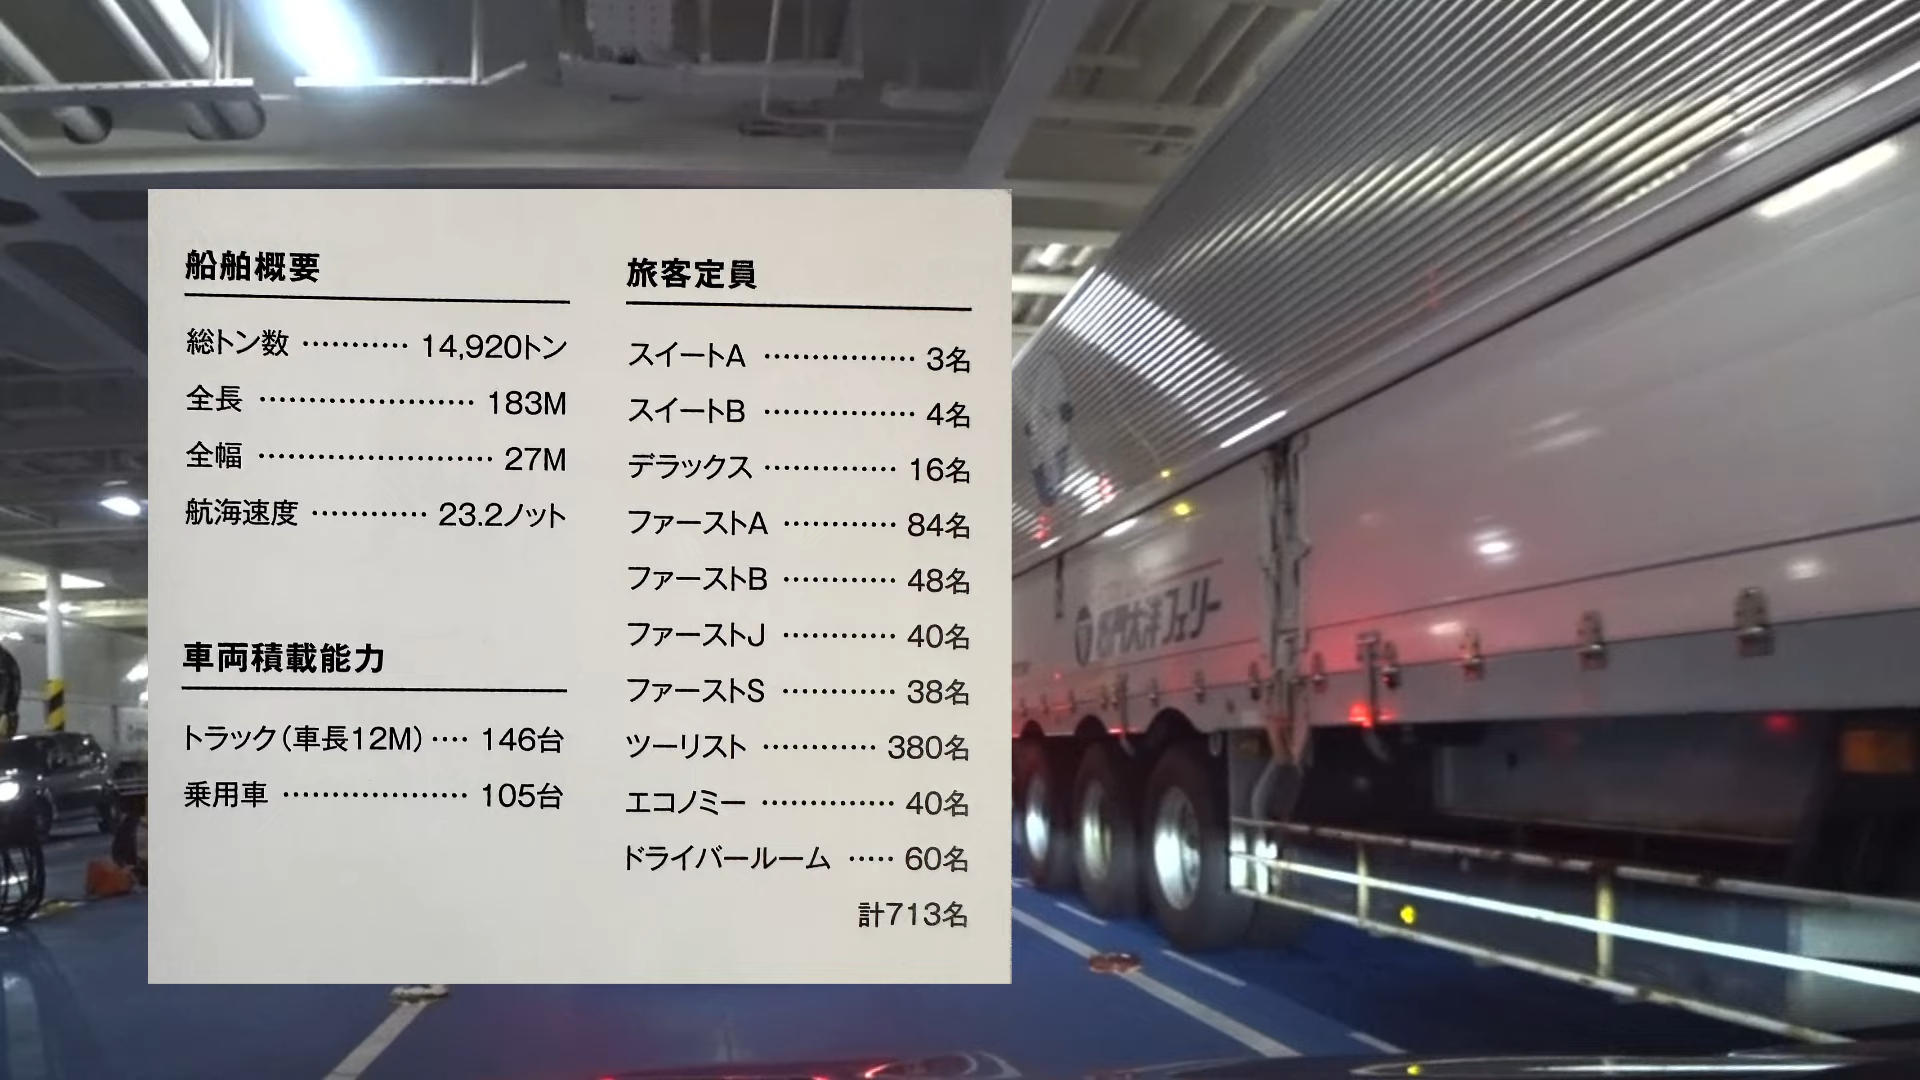 船舶概要
総トン数 ··········· 14,920トン
全長 ······················ 183M
全幅 ························ 27M
航海速度 ············ 23.2ノット
車両積載能力
トラック(車長12M)···· 146台
乗用車 ··················· 105台
旅客定員
スイートA ················ 3名
スイートB ················ 4名
デラックス ·············· 16名
ファーストA ············ 84名
ファーストB ············ 48名
ファーストJ ············ 40名
ファーストS ············ 38名
ツーリスト ············ 380名
エコノミー ·············· 40名
ドライバールーム ····· 60名
計713名
大洋フェリー